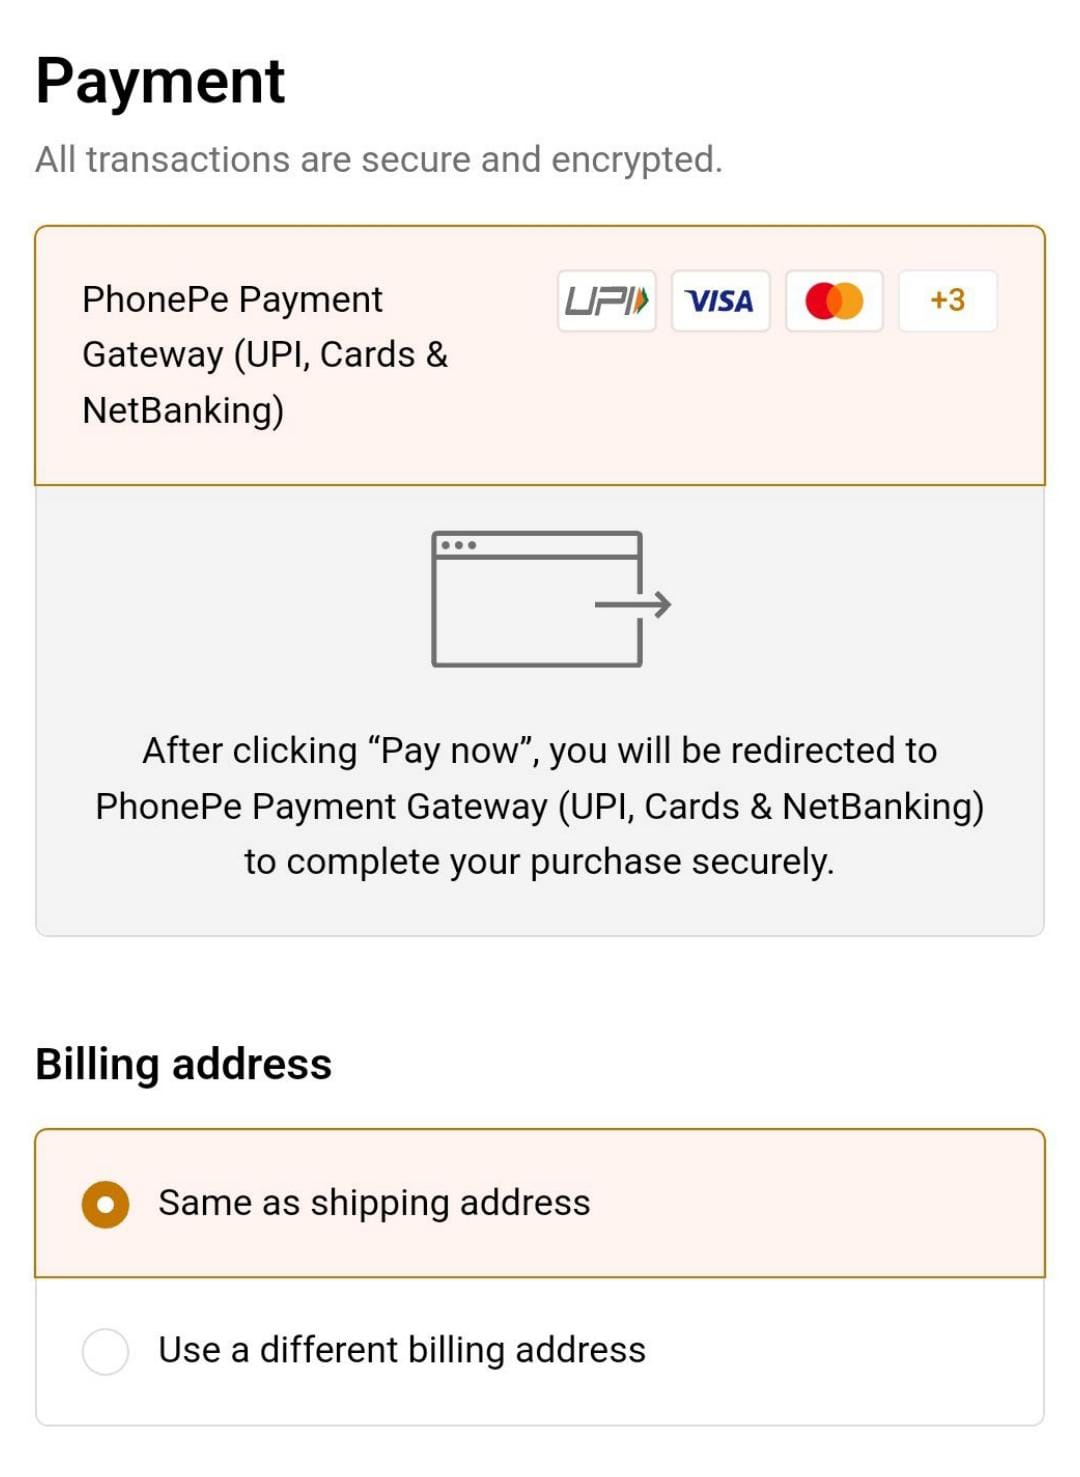 Payment
All transactions are secure and encrypted.
PhonePe Payment
Gateway (UPI, Cards &
NetBanking)
UPI VISA +3
After clicking “Pay now”, you will be redirected to
PhonePe Payment Gateway (UPI, Cards & NetBanking)
to complete your purchase securely.
Billing address
Same as shipping address
Use a different billing address